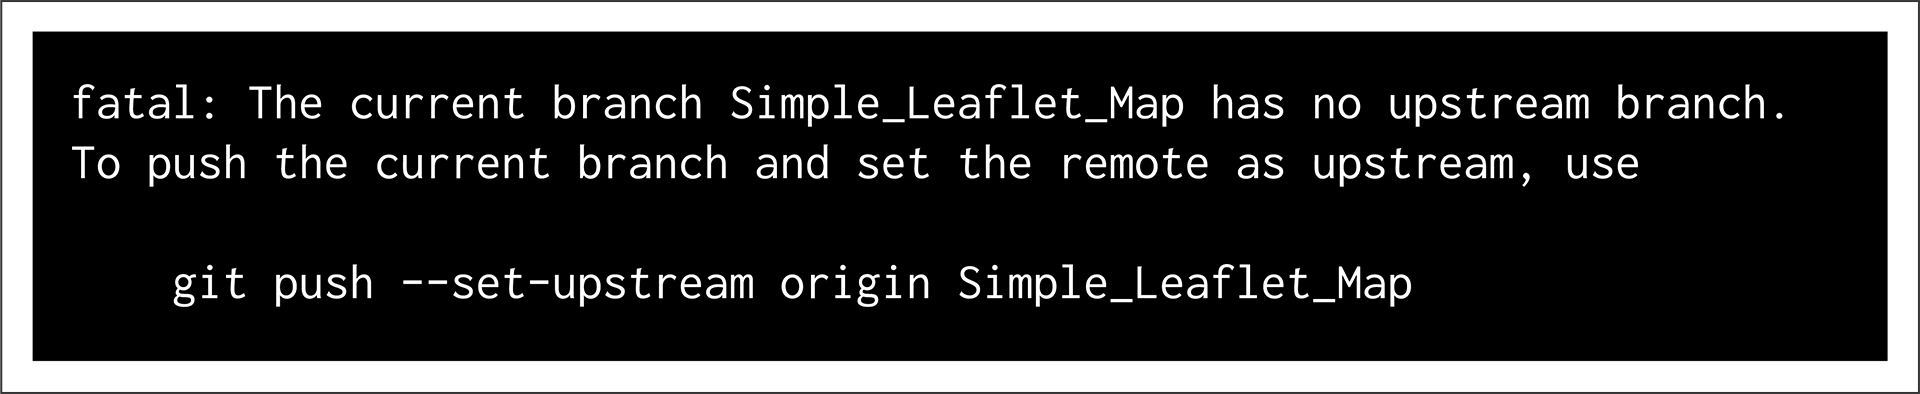 fatal: The current branch Simple_Leaflet_Map has no upstream branch.
To push the current branch and set the remote as upstream, use
git push --set-upstream origin Simple_Leaflet_Map